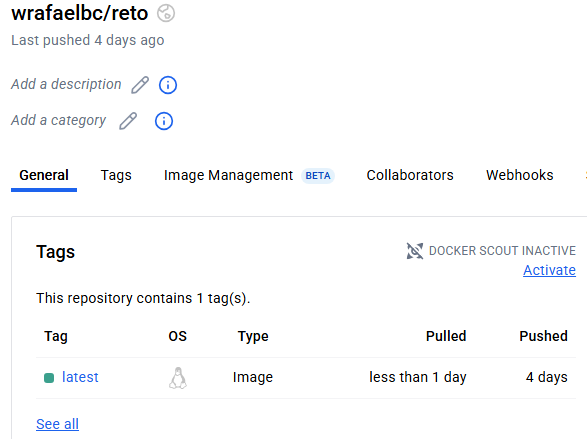 wrafaelbc/reto
Last pushed 4 days ago
Add a description
Add a category
General Tags Image Management BETA Collaborators Webhooks
Tags
DOCKER SCOUT INACTIVE
Activate
This repository contains 1 tag(s).
Tag OS Type Pulled Pushed
latest Image less than 1 day 4 days
See all